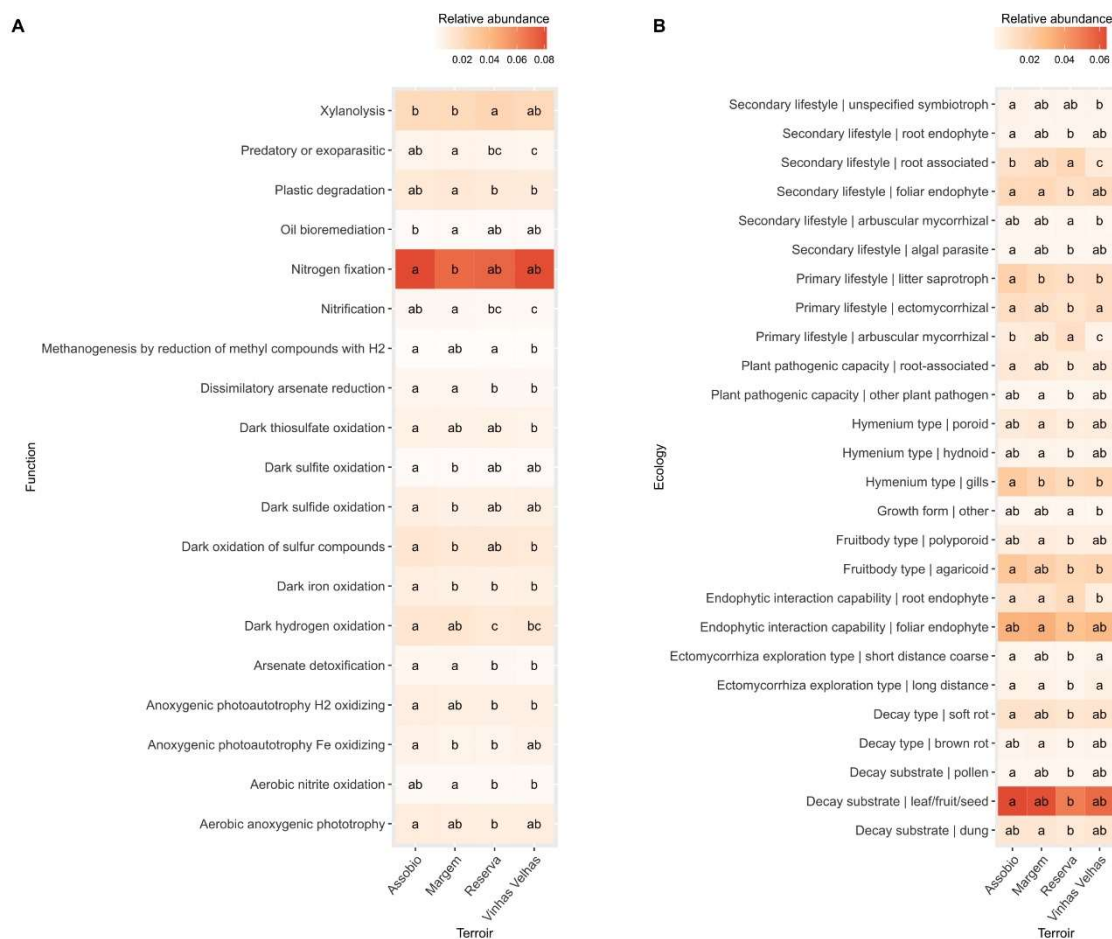 A
Relative abundance
0.02 0.04 0.06 0.08
Function
Xylanolysis b b a ab
Predatory or exoparasitic ab a bc c
Plastic degradation ab a b b
Oil bioremediation b a ab ab
Nitrogen fixation a b ab ab
Nitrification ab a bc c
Methanogenesis by reduction of methyl compounds with H2 a ab a b
Dissimilatory arsenate reduction a a b b
Dark thiosulfate oxidation a ab ab b
Dark sulfite oxidation a b ab ab
Dark sulfide oxidation a b ab ab
Dark oxidation of sulfur compounds a b ab b
Dark iron oxidation a b b b
Dark hydrogen oxidation a ab c bc
Arsenate detoxification a a b b
Anoxygenic photoautotrophy H2 oxidizing a ab b b
Anoxygenic photoautotrophy Fe oxidizing a b b ab
Aerobic nitrite oxidation ab a b b
Aerobic anoxygenic phototrophy a ab b ab
Assobio Margem Reserva Vinhas Velhas
Terroir
B
Relative abundance
0.02 0.04 0.06
Ecology
Secondary lifestyle | unspecified symbiotroph a ab ab b
Secondary lifestyle | root endophyte a ab b ab
Secondary lifestyle | root associated b ab a c
Secondary lifestyle | foliar endophyte a a b ab
Secondary lifestyle | arbuscular mycorrhizal ab ab a b
Secondary lifestyle | algal parasite a ab b ab
Primary lifestyle | litter saprotroph a b b b
Primary lifestyle | ectomycorrhizal a ab b a
Primary lifestyle | arbuscular mycorrhizal b ab a c
Plant pathogenic capacity | root-associated a ab b ab
Plant pathogenic capacity | other plant pathogen ab a b ab
Hymenium type | poroid ab a b ab
Hymenium type | hydnoid ab a b ab
Hymenium type | gills a b b b
Growth form | other ab ab a b
Fruitbody type | polyporoid ab a b ab
Fruitbody type | agaricoid a ab b b
Endophytic interaction capability | root endophyte a a a b
Endophytic interaction capability | foliar endophyte ab a b ab
Ectomycorrhiza exploration type | short distance coarse a ab b a
Ectomycorrhiza exploration type | long distance a a b a
Decay type | soft rot a ab b ab
Decay type | brown rot ab a b ab
Decay substrate | pollen a ab b ab
Decay substrate | leaf/fruit/seed a ab b ab
Decay substrate | dung ab a b ab
Assobio Margem Reserva Vinhas Velhas
Terroir